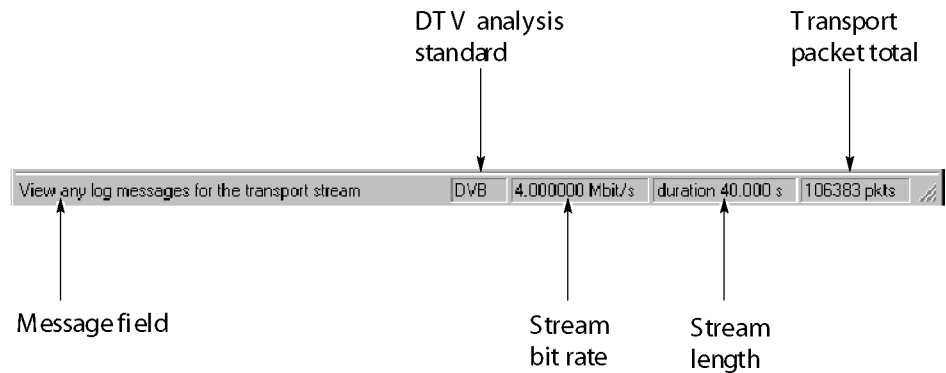 DTV analysis
standard
Transport
packet total
View any log messages for the transport stream
DVB
4.000000 Mbit/s
duration 40.000 s
106383 pkts
Message field
Stream
bit rate
Stream
length